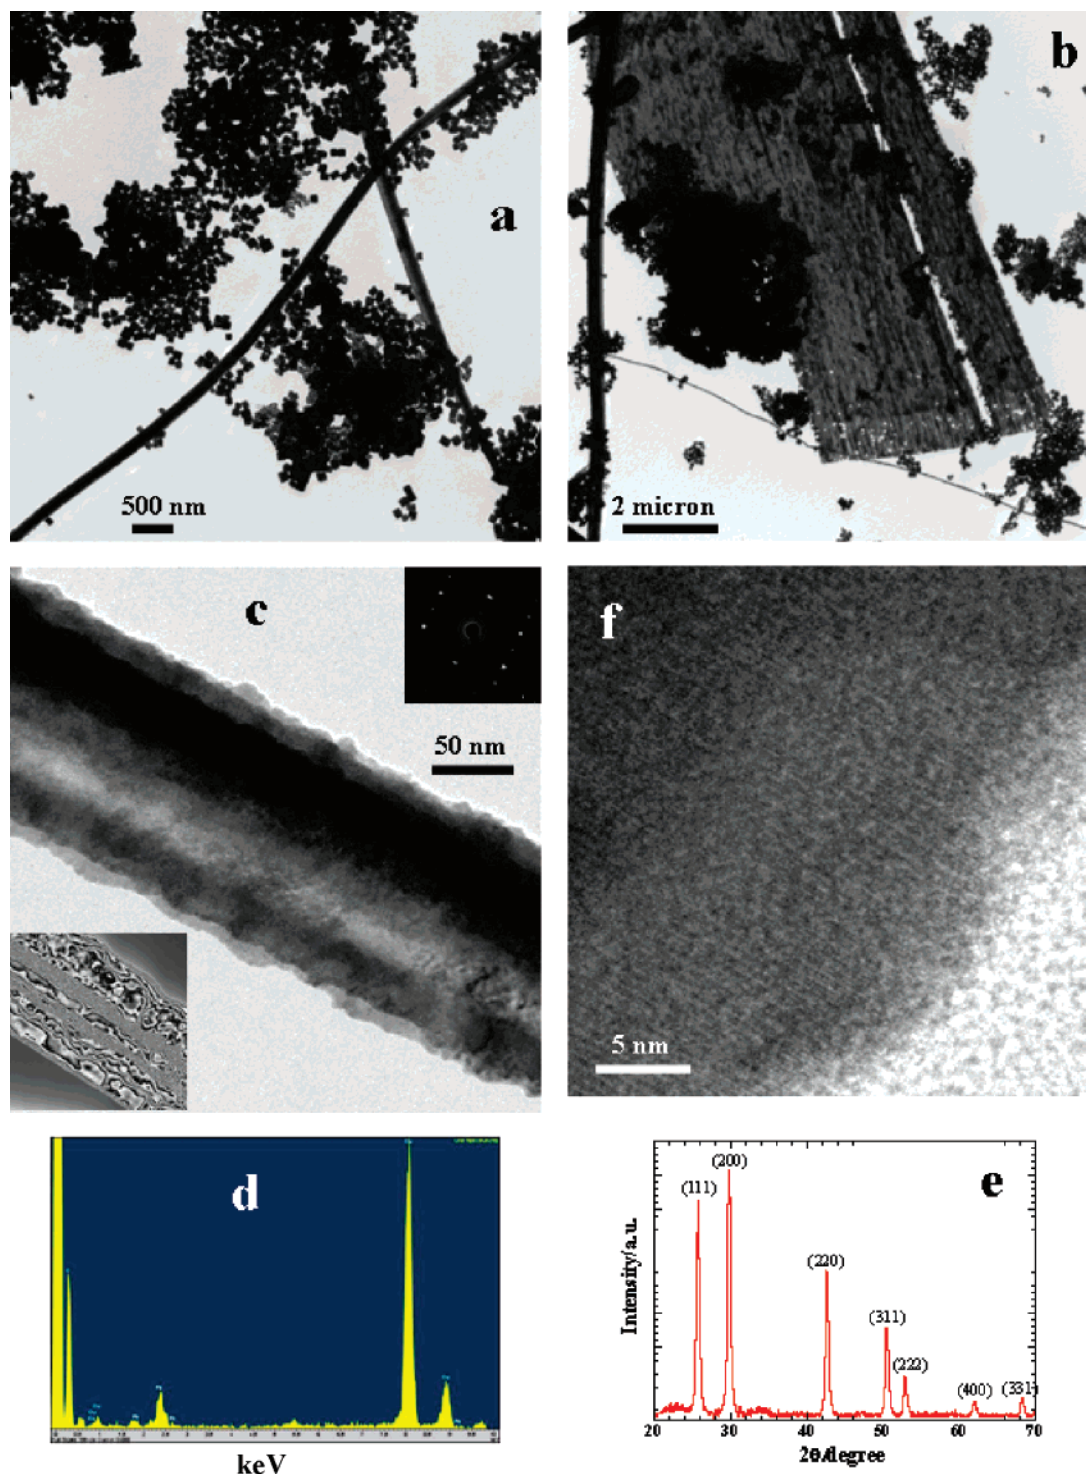 a
500 nm
b
2 micron
c
50 nm
f
5 nm
d
keV
e
(111)
(200)
(220)
(311)
(222)
(400)
(331)
Intensity/a.u.
20 30 40 50 60 70
2θ/degree